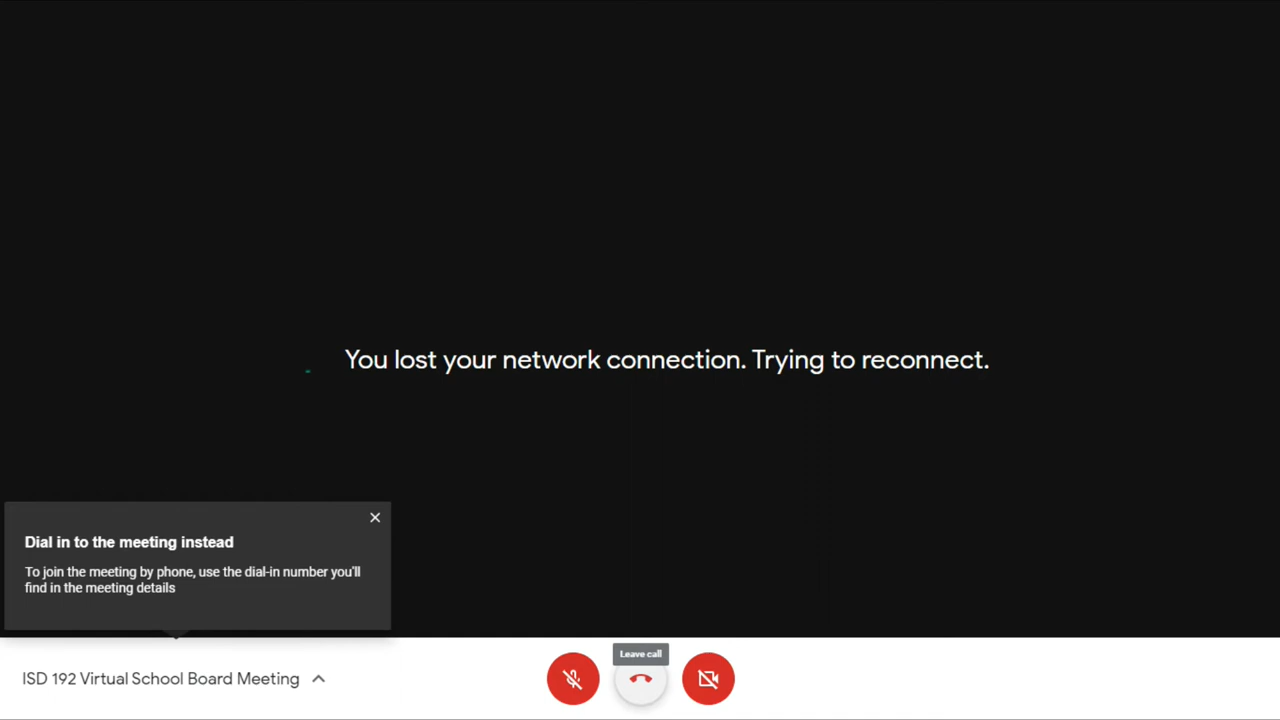 You lost your network connection. Trying to reconnect.
Dial in to the meeting instead
To join the meeting by phone, use the dial-in number you'll
find in the meeting details
Leave call
ISD 192 Virtual School Board Meeting